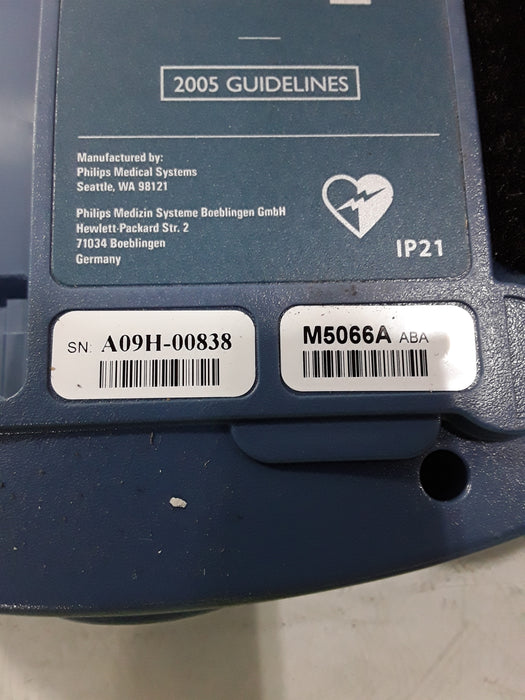 2005 GUIDELINES
Manufactured by:
Philips Medical Systems
Seattle, WA 98121
Philips Medizin Systeme Boeblingen GmbH
Hewlett-Packard Str. 2
71034 Boeblingen
Germany
IP21
SN: A09H-00838
M5066A ABA